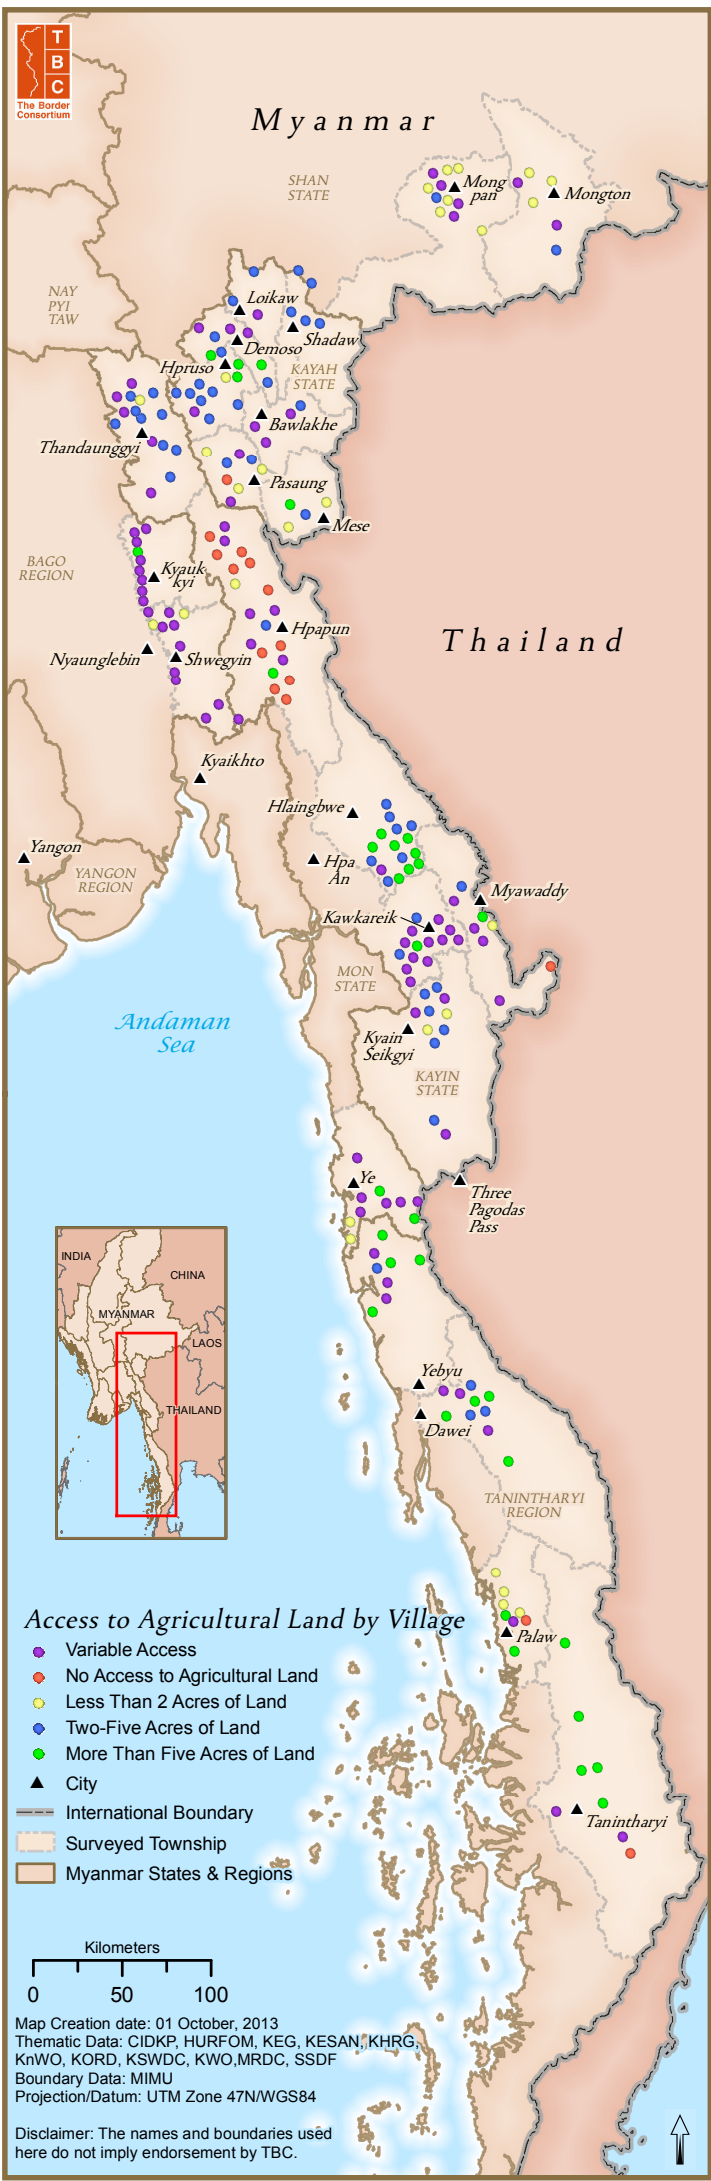 T
B
C
The Border
Consortium
Myanmar
SHAN
STATE
Mong
pan
Mongton
NAY
PYI
TAW
Loikaw
Shadaw
Demoso
Hpruso
KAYAH
STATE
Bawlakhe
Thandaunggyi
Pasaung
Mese
BAGO
REGION
Kyauk
kyi
Hpapun
Thailand
Nyaunglebin
Shwegyin
Kyaikhto
Hlaingbwe
Yangon
Hpa
An
YANGON
REGION
Myawaddy
Kawkareik
MON
STATE
Andaman
Sea
Kyain
Seikgyi
KAYIN
STATE
Ye
Three
Pagodas
Pass
INDIA
CHINA
MYANMAR
LAOS
THAILAND
Yebyu
Dawei
TANINTHARYI
REGION
Palaw
Tanintharyi
Access to Agricultural Land by Village
Variable Access
No Access to Agricultural Land
Less Than 2 Acres of Land
Two-Five Acres of Land
More Than Five Acres of Land
City
International Boundary
Surveyed Township
Myanmar States & Regions
Kilometers
0 50 100
Map Creation date: 01 October, 2013
Thematic Data: CIDKP, HURFOM, KEG, KESAN, KHRG,
KnWO, KORD, KSWDC, KWO,MRDC, SSDF
Boundary Data: MIMU
Projection/Datum: UTM Zone 47N/WGS84
Disclaimer: The names and boundaries used
here do not imply endorsement by TBC.